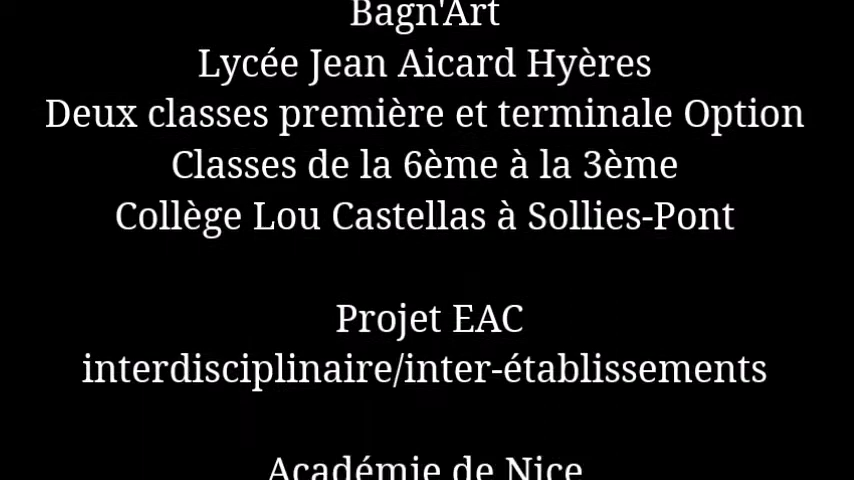 Bagn'Art
Lycée Jean Aicard Hyères
Deux classes première et terminale Option
Classes de la 6ème à la 3ème
Collège Lou Castellas à Sollies-Pont
Projet EAC
interdisciplinaire/inter-établissements
Académie de Nice